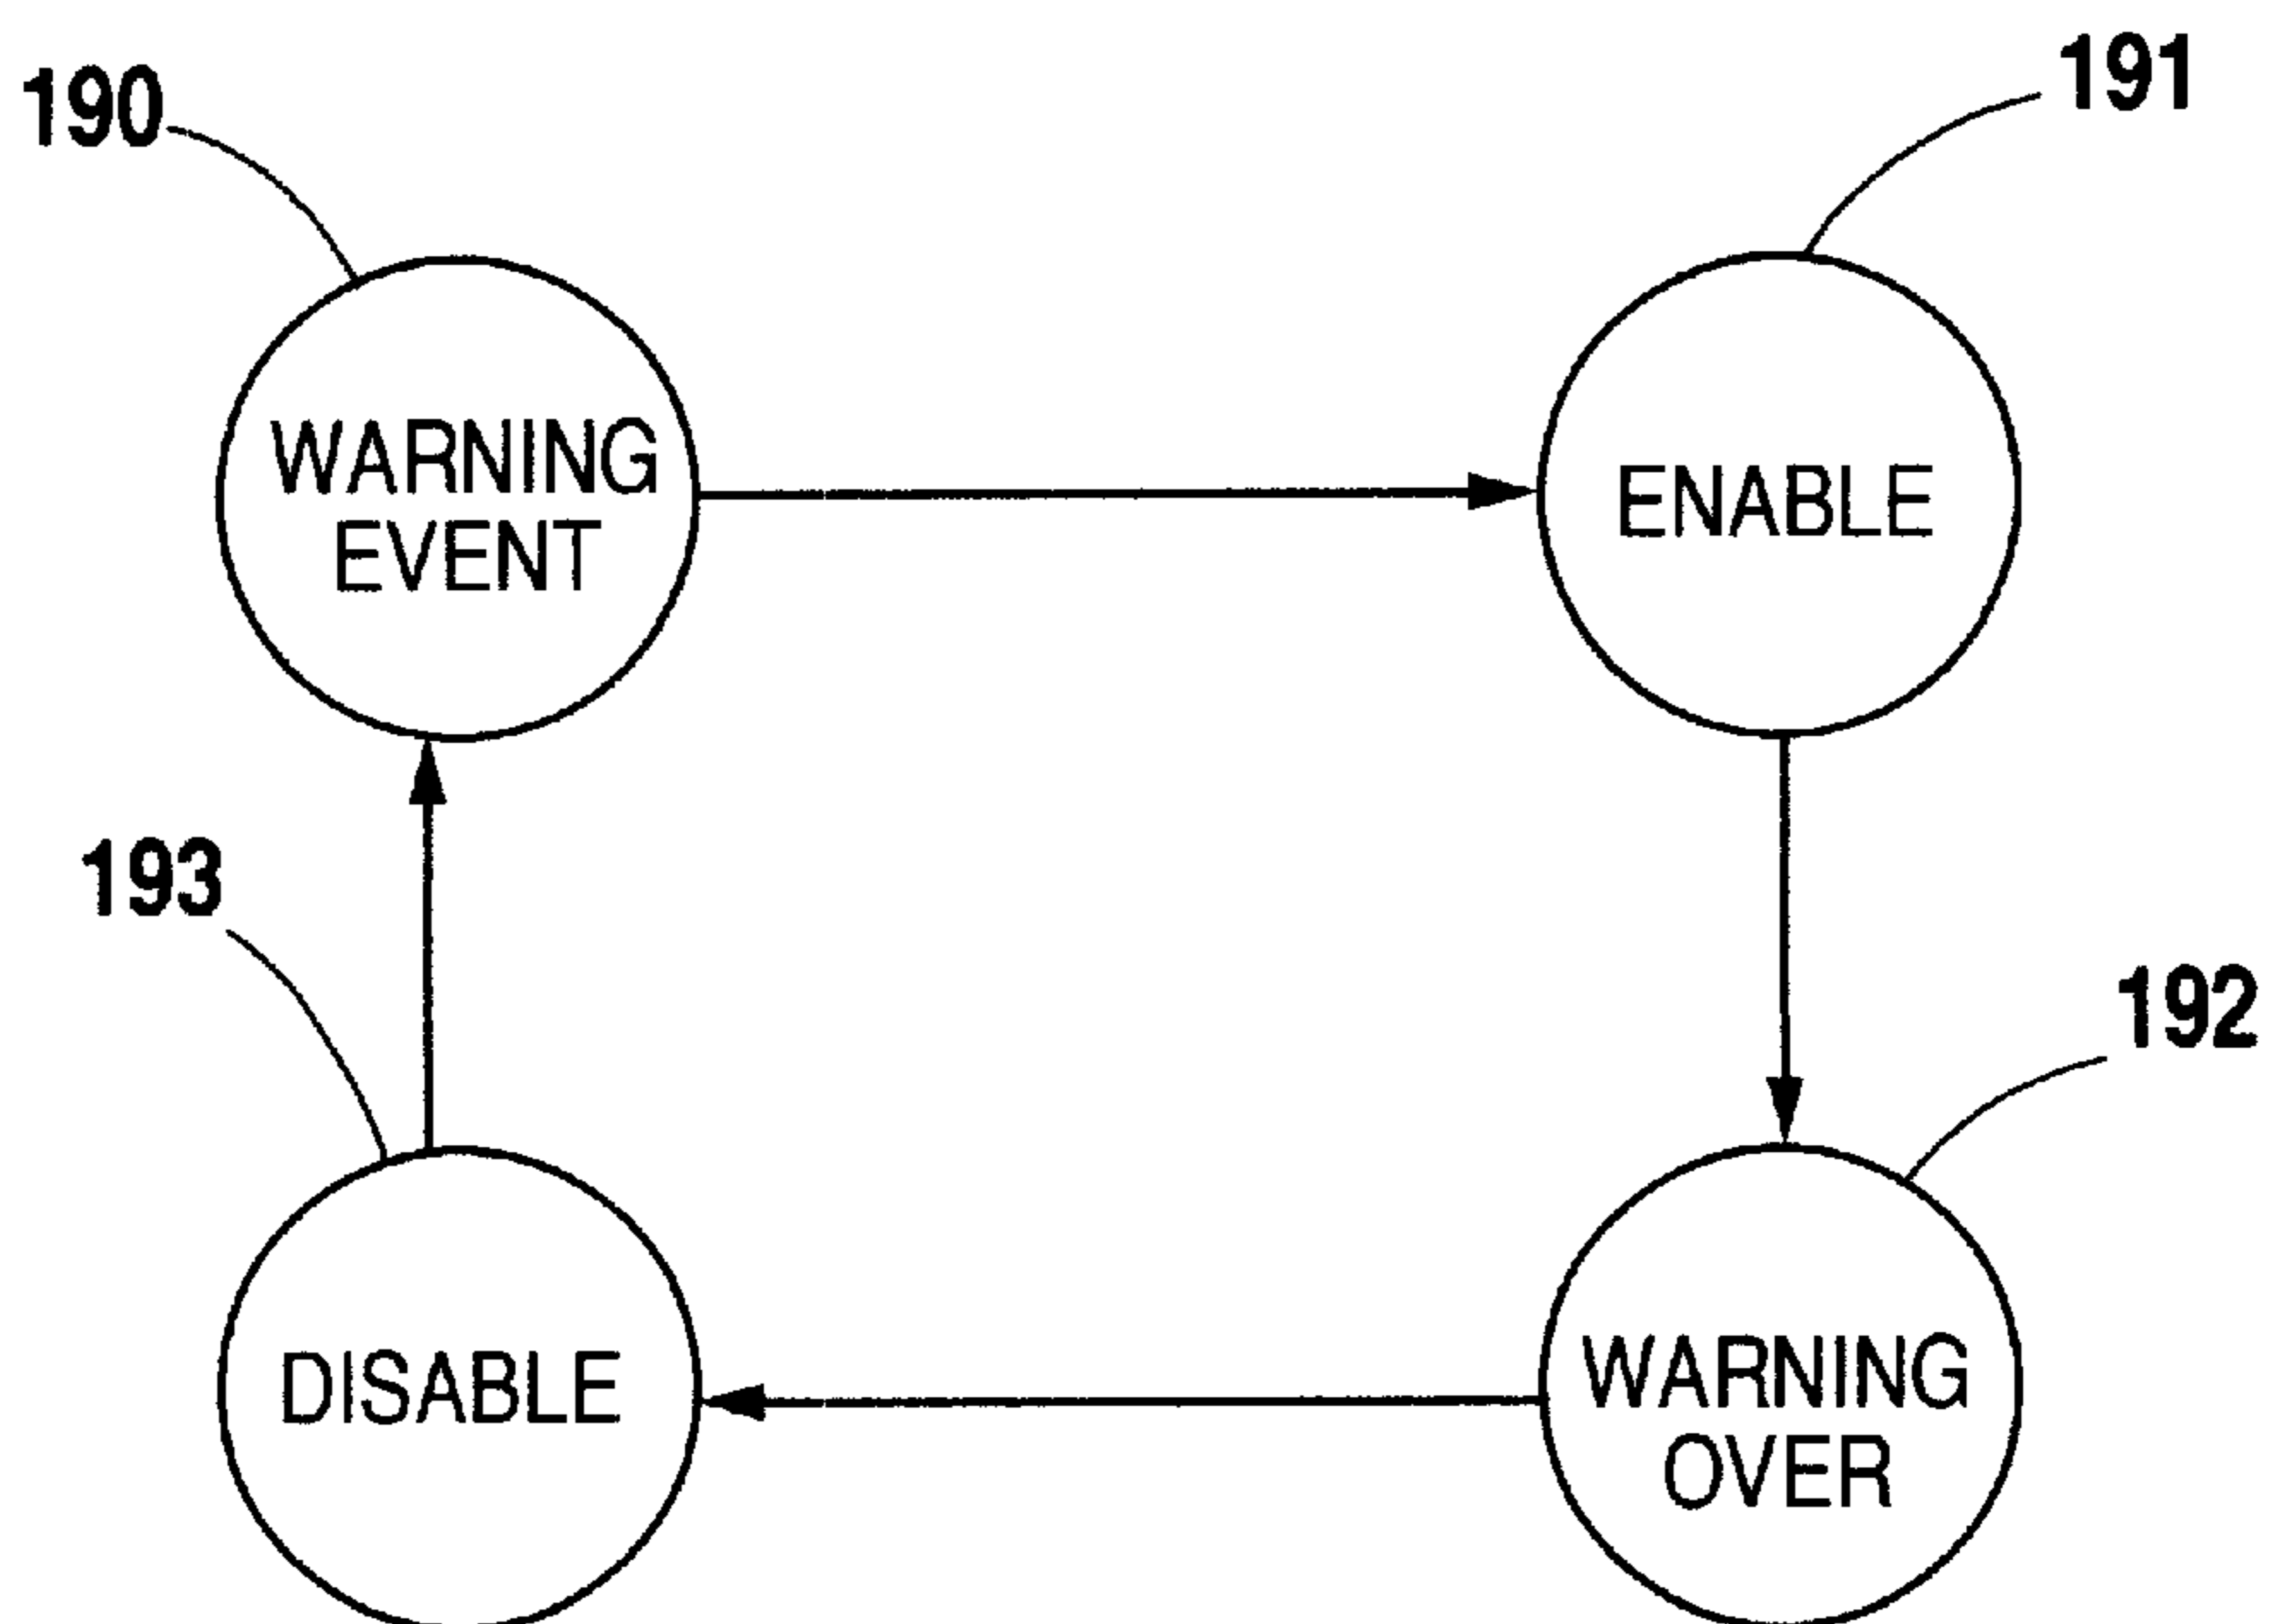 190
191
WARNING
EVENT
ENABLE
193
192
DISABLE
WARNING
OVER